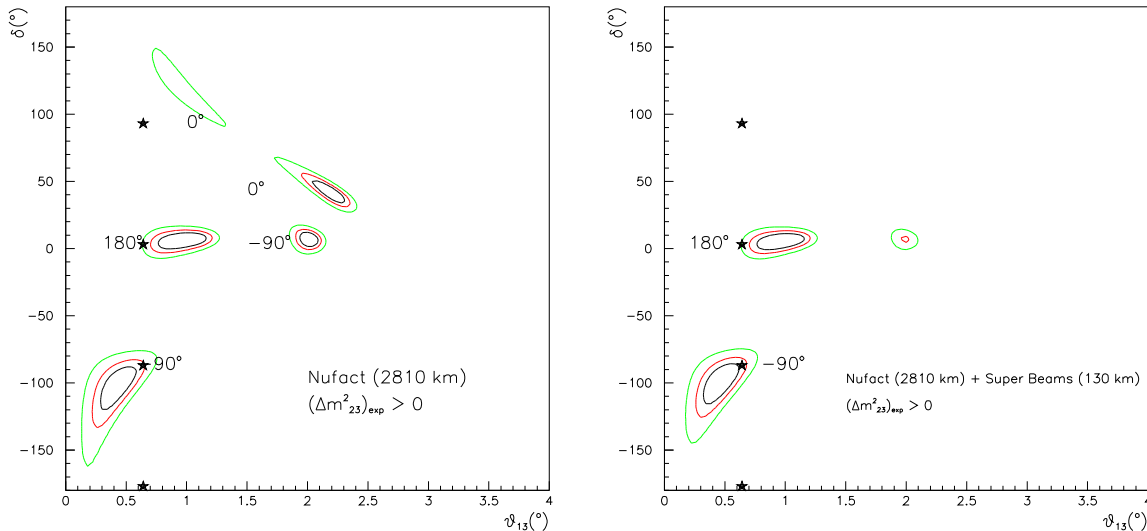 δ(°)
150
100
50
0
−50
−100
−150
0°
0°
180°
−90°
−90°
Nufact (2810 km)
(Δm²₂₃)ₑₓₚ > 0
0 0.5 1 1.5 2 2.5 3 3.5 4
ϑ₁₃(°)
δ(°)
150
100
50
0
−50
−100
−150
180°
−90°
Nufact (2810 km) + Super Beams (130 km)
(Δm²₂₃)ₑₓₚ > 0
0 0.5 1 1.5 2 2.5 3 3.5 4
ϑ₁₃(°)